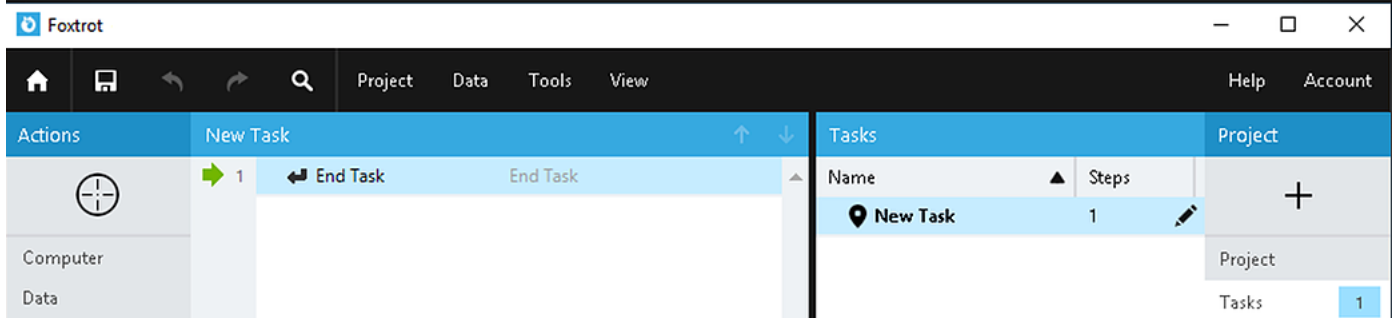 Foxtrot
Project Data Tools View Help Account
Actions New Task Tasks Project
1 End Task End Task Name Steps
New Task 1
Computer Project
Data Tasks 1